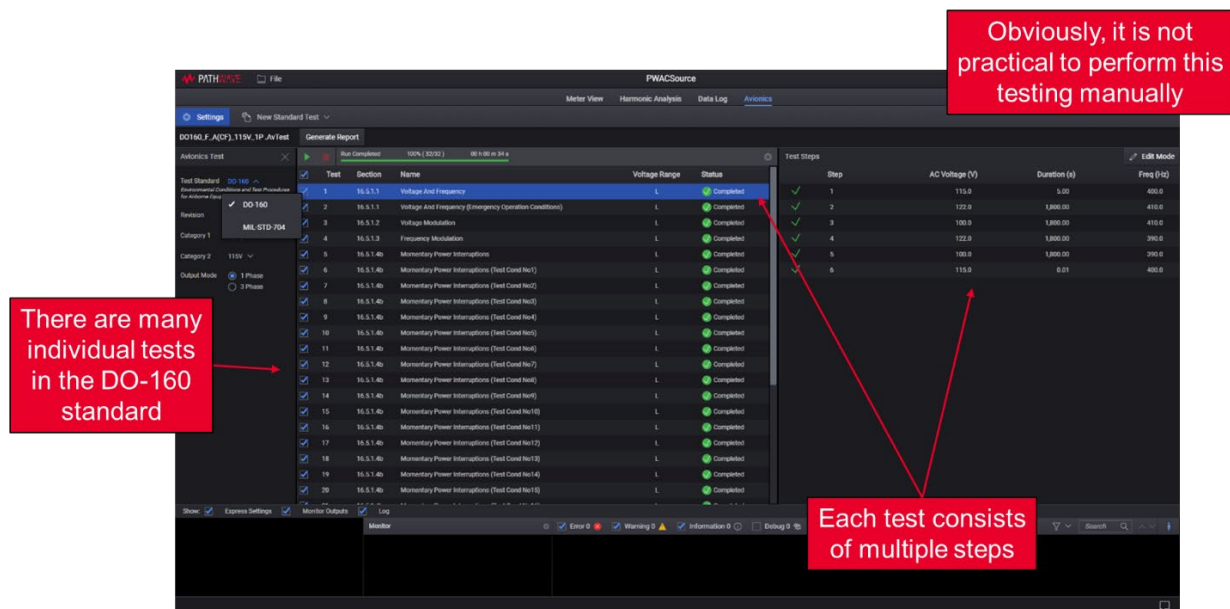 Obviously, it is not
practical to perform this
testing manually
PATHWAVE File PWACSource
Meter View Harmonic Analysis Data Log Avionics
Settings New Standard Test
DO160_F_A(CF)_115V_1P .AvTest Generate Report
Avionics Test Run Completed 100% ( 32/32 ) 00 h 00 m 34 s Test Steps Edit Mode
Test Section Name Voltage Range Status Step AC Voltage (V) Duration (s) Freq (Hz)
Test Standard DO-160
Environmental Conditions and Test Procedures
for Airborne Equip
DO-160
MIL-STD-704
Revision
Category 1
Category 2 115V
Output Mode 1 Phase
3 Phase
1 16.5.1.1 Voltage And Frequency L Completed
2 16.5.1.1 Voltage And Frequency (Emergency Operation Conditions) L Completed
3 16.5.1.2 Voltage Modulation L Completed
4 16.5.1.3 Frequency Modulation L Completed
5 16.5.1.4b Momentary Power Interruptions L Completed
6 16.5.1.4b Momentary Power Interruptions (Test Cond No1) L Completed
7 16.5.1.4b Momentary Power Interruptions (Test Cond No2) L Completed
8 16.5.1.4b Momentary Power Interruptions (Test Cond No3) L Completed
9 16.5.1.4b Momentary Power Interruptions (Test Cond No4) L Completed
10 16.5.1.4b Momentary Power Interruptions (Test Cond No5) L Completed
11 16.5.1.4b Momentary Power Interruptions (Test Cond No6) L Completed
12 16.5.1.4b Momentary Power Interruptions (Test Cond No7) L Completed
13 16.5.1.4b Momentary Power Interruptions (Test Cond No8) L Completed
14 16.5.1.4b Momentary Power Interruptions (Test Cond No9) L Completed
15 16.5.1.4b Momentary Power Interruptions (Test Cond No10) L Completed
16 16.5.1.4b Momentary Power Interruptions (Test Cond No11) L Completed
17 16.5.1.4b Momentary Power Interruptions (Test Cond No12) L Completed
18 16.5.1.4b Momentary Power Interruptions (Test Cond No13) L Completed
19 16.5.1.4b Momentary Power Interruptions (Test Cond No14) L Completed
20 16.5.1.4b Momentary Power Interruptions (Test Cond No15) L Completed
1 115.0 5.00 400.0
2 122.0 1,800.00 410.0
3 100.0 1,800.00 410.0
4 122.0 1,800.00 390.0
5 100.0 1,800.00 390.0
6 115.0 0.01 400.0
There are many
individual tests
in the DO-160
standard
Each test consists
of multiple steps
Show: Express Settings Monitor Outputs Log
Monitor Error 0 Warning 0 Information 0 Debug 0 Search